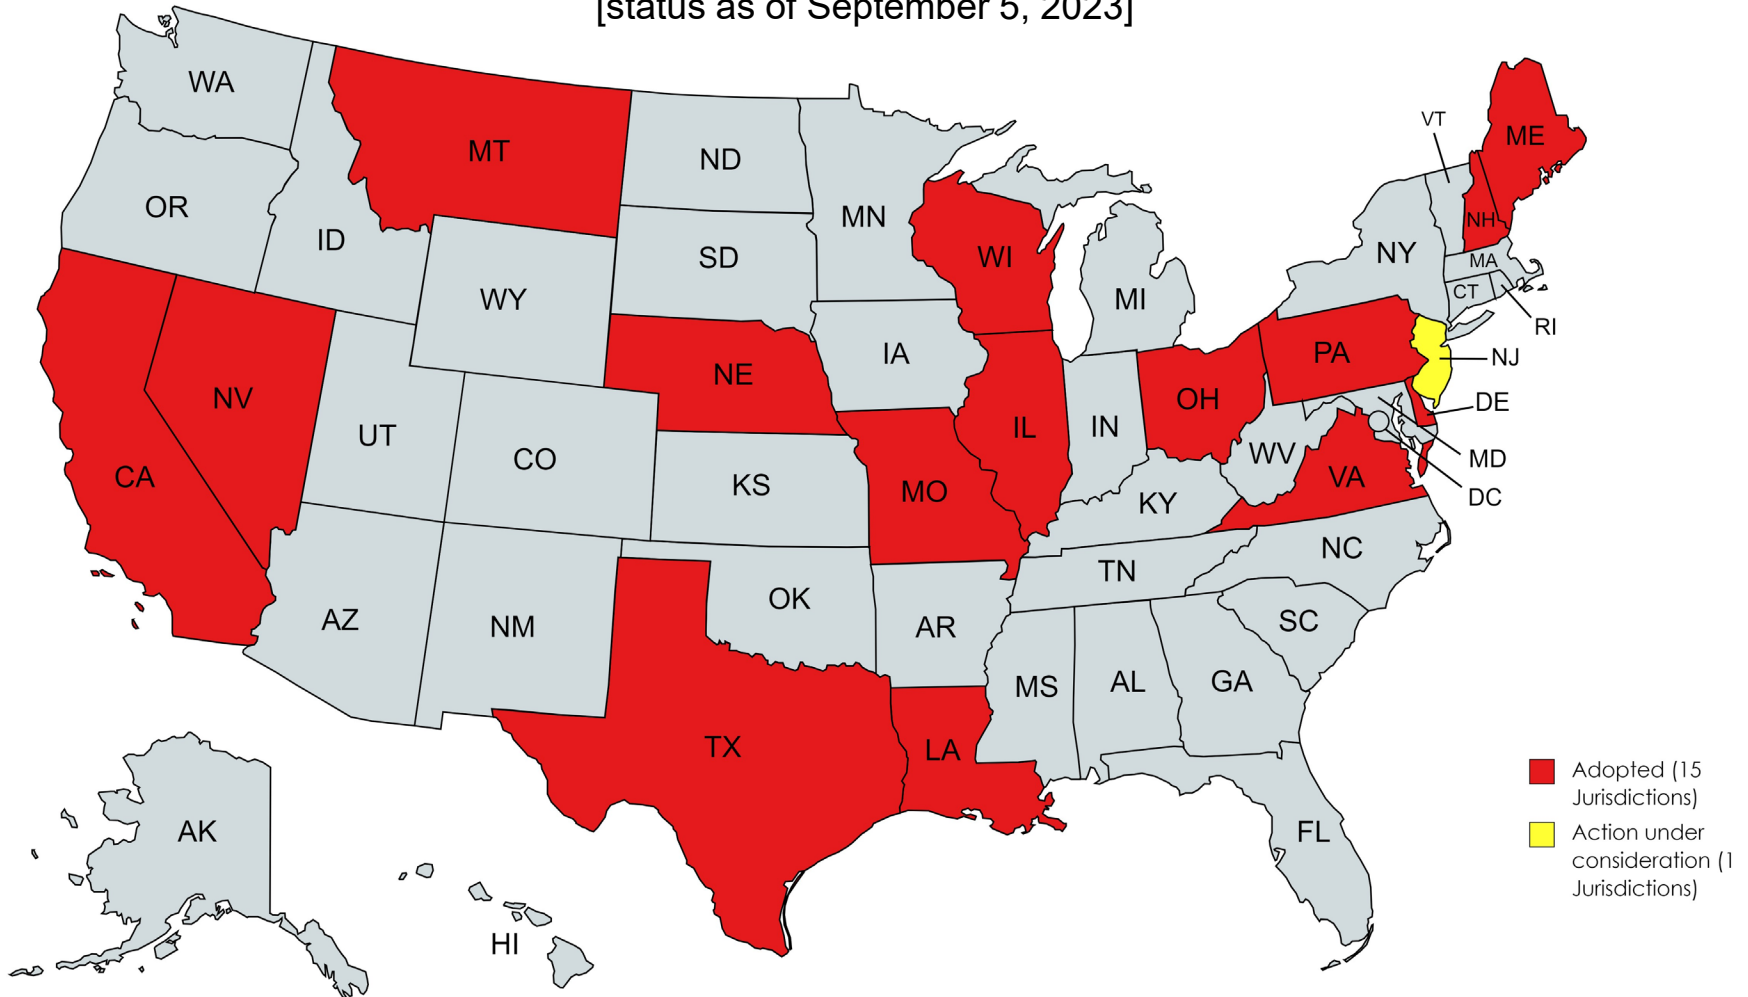 [status as of September 5, 2023]
WA
MT
ND
VT
ME
OR
MN
ID
NH
WI
NY
SD
MA
WY
MI
CT
RI
IA
PA
NJ
NE
NV
OH
DE
UT
IL
IN
CO
WV
MD
CA
KS
MO
VA
KY
DC
NC
TN
OK
AZ
NM
AR
SC
MS
AL
GA
TX
LA
Adopted (15
Jurisdictions)
AK
FL
Action under
consideration (1
Jurisdictions)
HI